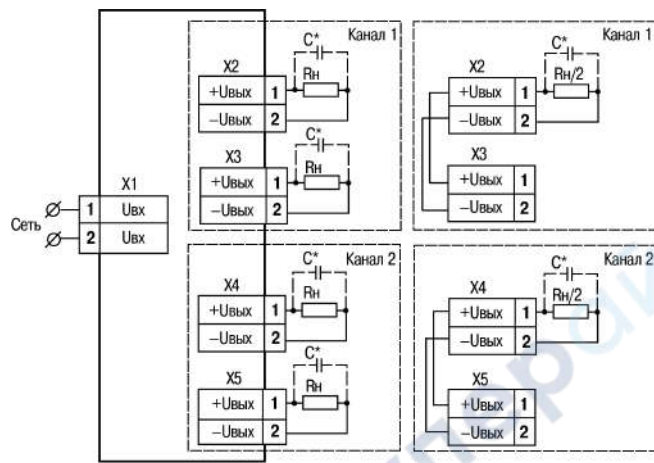 Канал 1
C*
X2
Rн
+Uвых 1
–Uвых 2
C*
X3
Rн
+Uвых 1
–Uвых 2
X1
Сеть
1 Uвх
2 Uвх
Канал 2
C*
X4
Rн
+Uвых 1
–Uвых 2
C*
X5
Rн
+Uвых 1
–Uвых 2
Канал 1
C*
X2
Rн/2
+Uвых 1
–Uвых 2
X3
+Uвых 1
–Uвых 2
Канал 2
C*
X4
Rн/2
+Uвых 1
–Uвых 2
X5
+Uвых 1
–Uвых 2